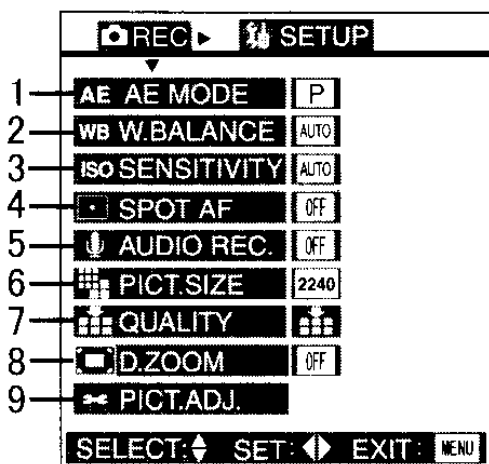 REC SETUP
1 AE AE MODE P
2 WB W.BALANCE AUTO
3 ISO SENSITIVITY AUTO
4 SPOT AF OFF
5 AUDIO REC. OFF
6 PICT.SIZE 2240
7 QUALITY
8 D.ZOOM OFF
9 PICT.ADJ.
SELECT: SET: EXIT: MENU